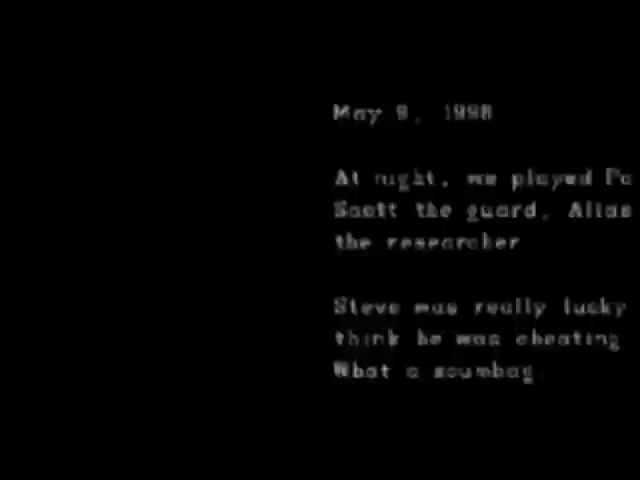 May 9, 1998
At night, we played Po
Scott the guard, Alias
the researcher
Steve was really lucky
think he was cheating
What a scumbag.